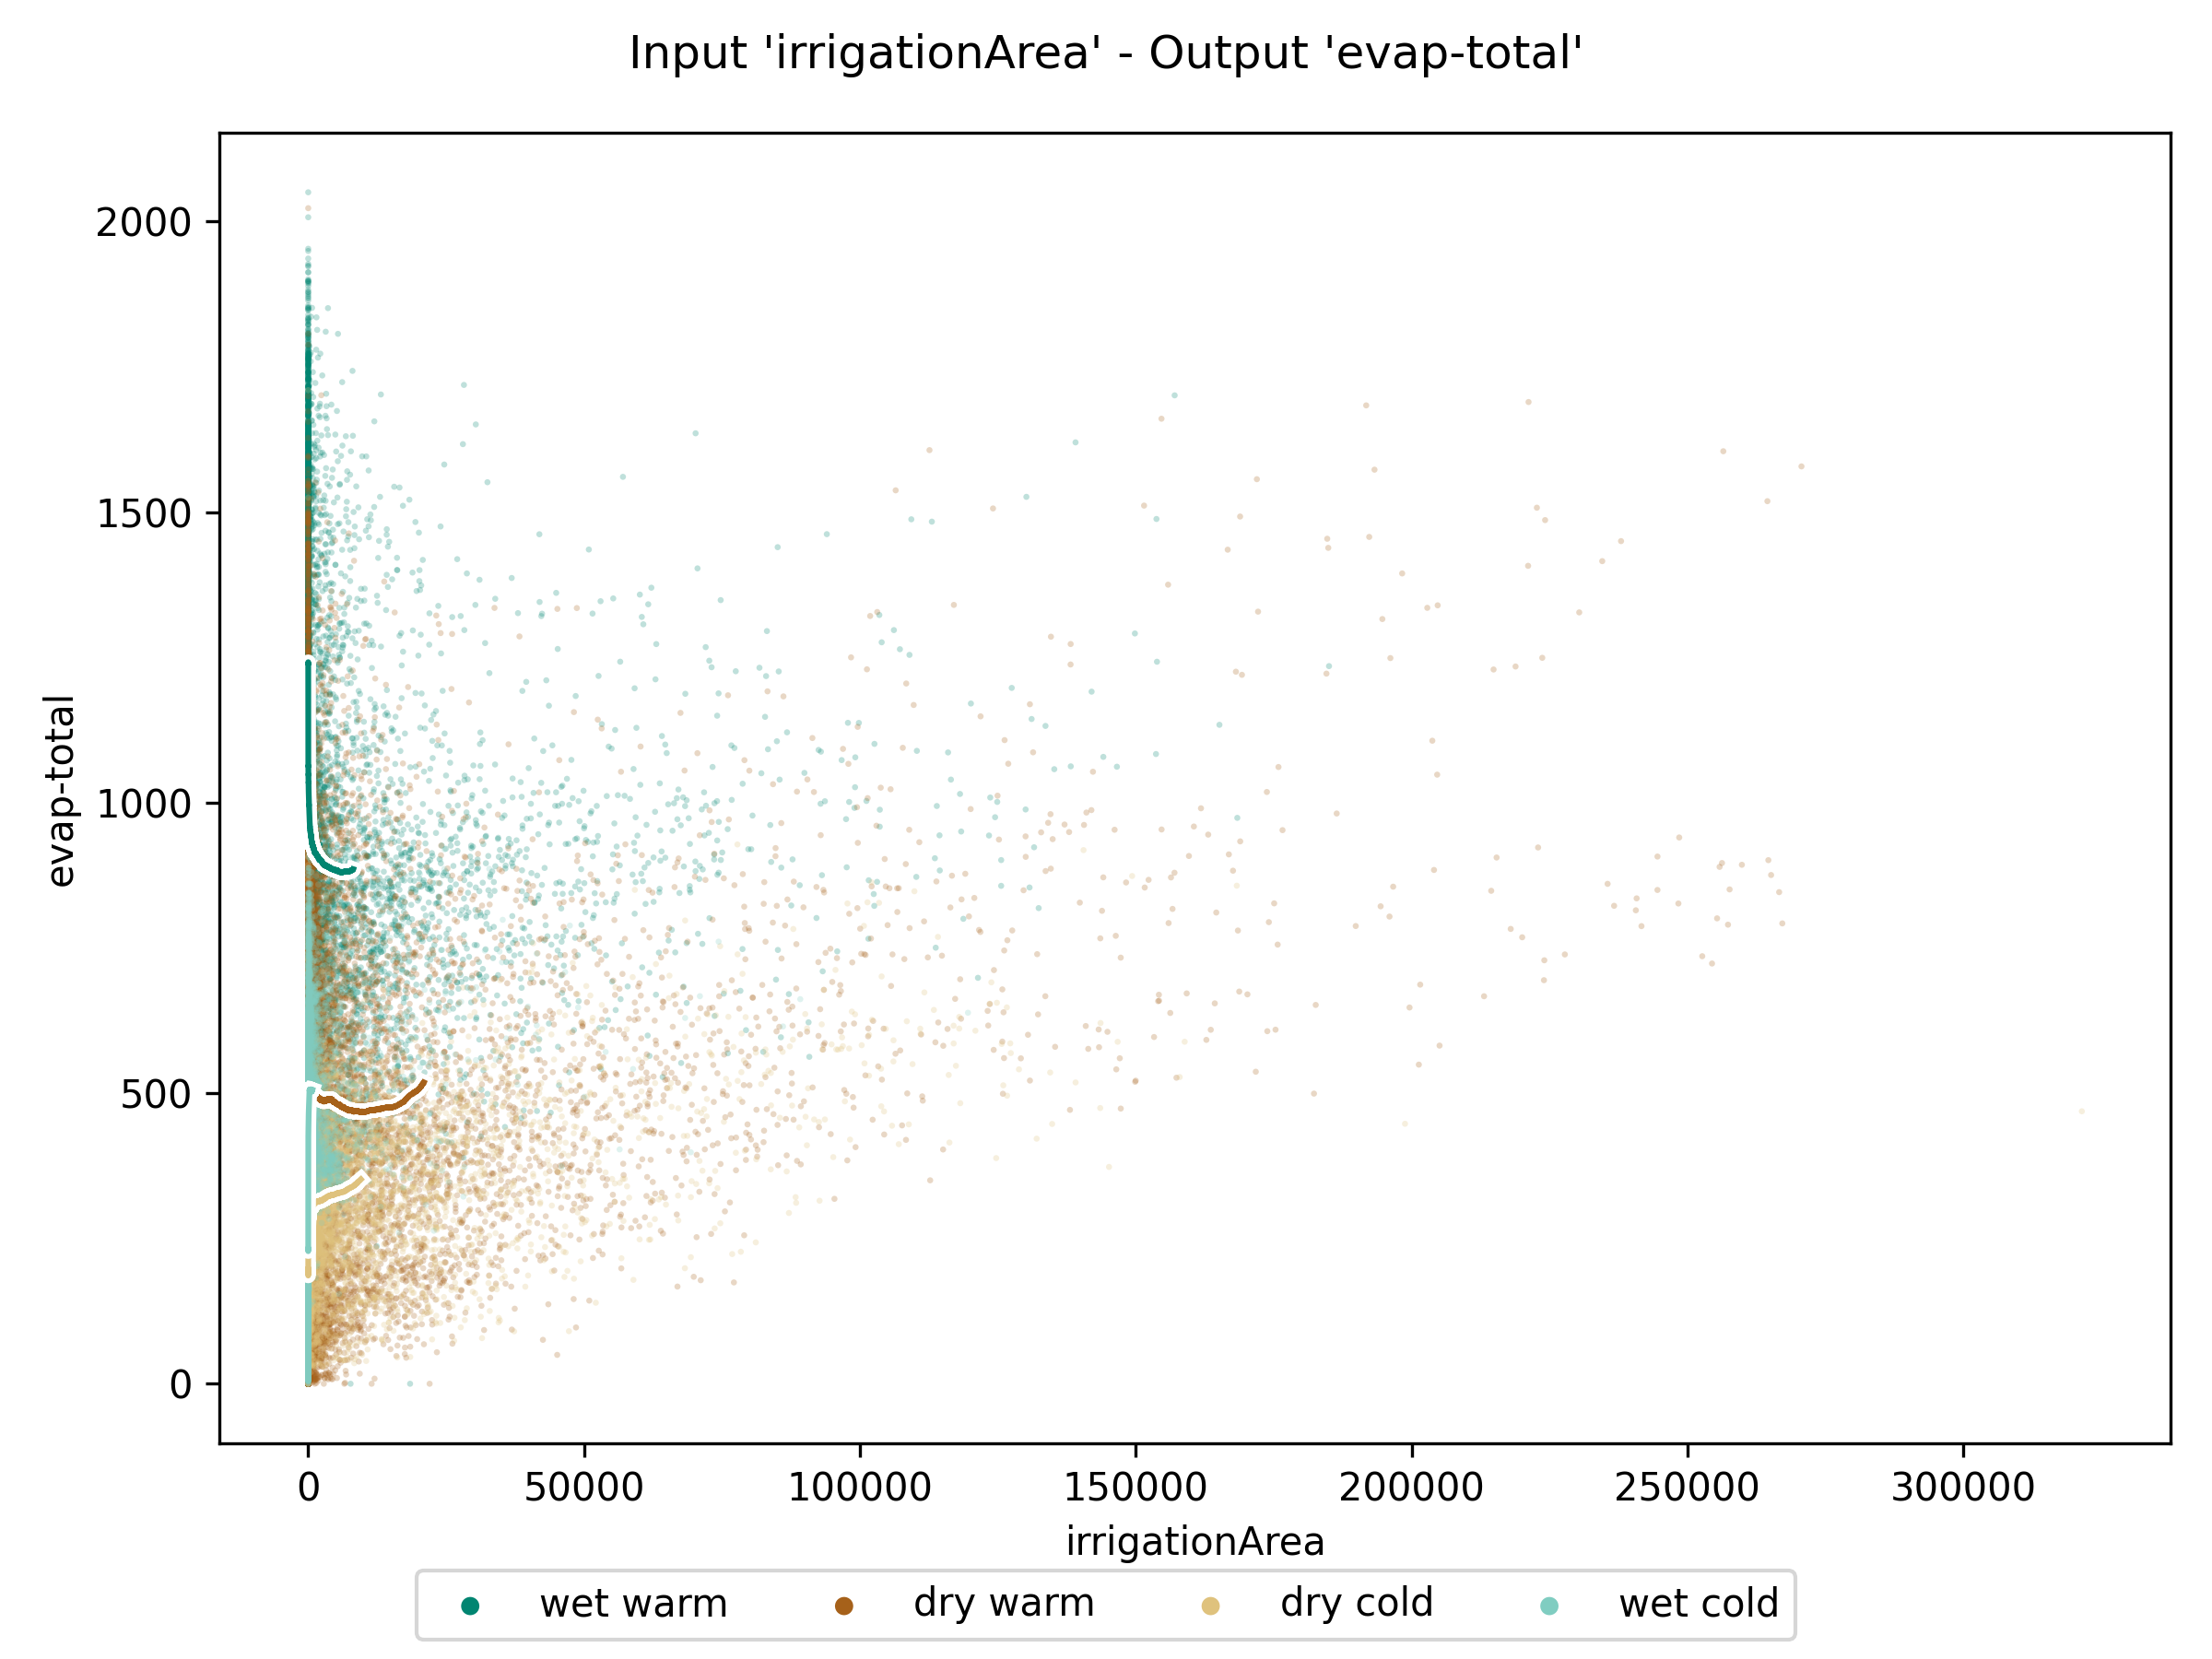 Input 'irrigationArea' - Output 'evap-total'
2000
1500
1000
500
0
evap-total
0 50000 100000 150000 200000 250000 300000
irrigationArea
wet warm dry warm dry cold wet cold